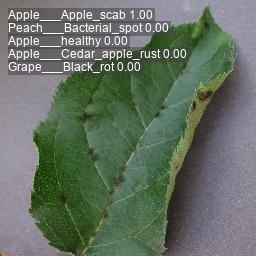 Apple___Apple_scab 1.00
Peach___Bacterial_spot 0.00
Apple___healthy 0.00
Apple___Cedar_apple_rust 0.00
Grape___Black_rot 0.00